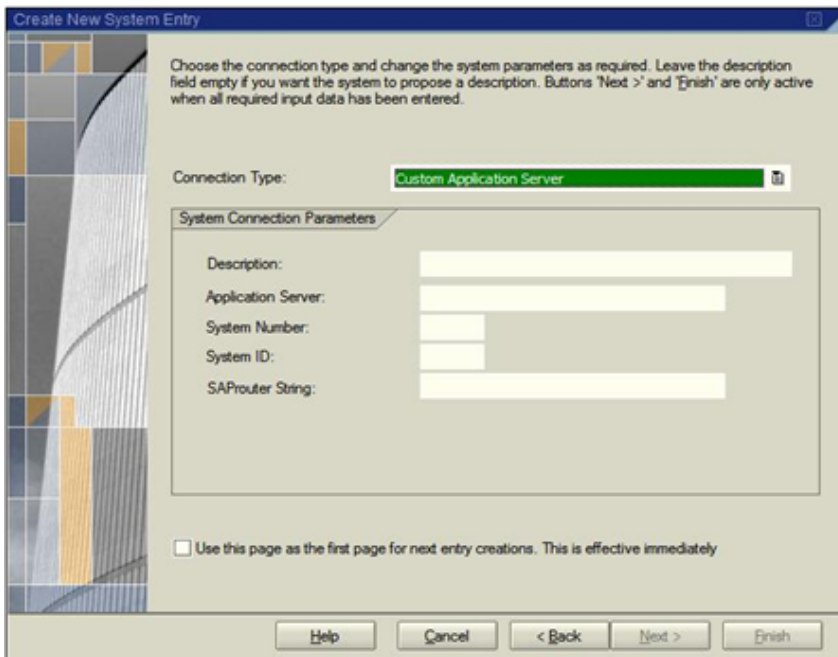 Create New System Entry
Choose the connection type and change the system parameters as required. Leave the description
field empty if you want the system to propose a description. Buttons 'Next >' and 'Finish' are only active
when all required input data has been entered.
Connection Type: Custom Application Server
System Connection Parameters
Description:
Application Server:
System Number:
System ID:
SAProuter String:
Use this page as the first page for next entry creations. This is effective immediately
Help Cancel < Back Next > Finish